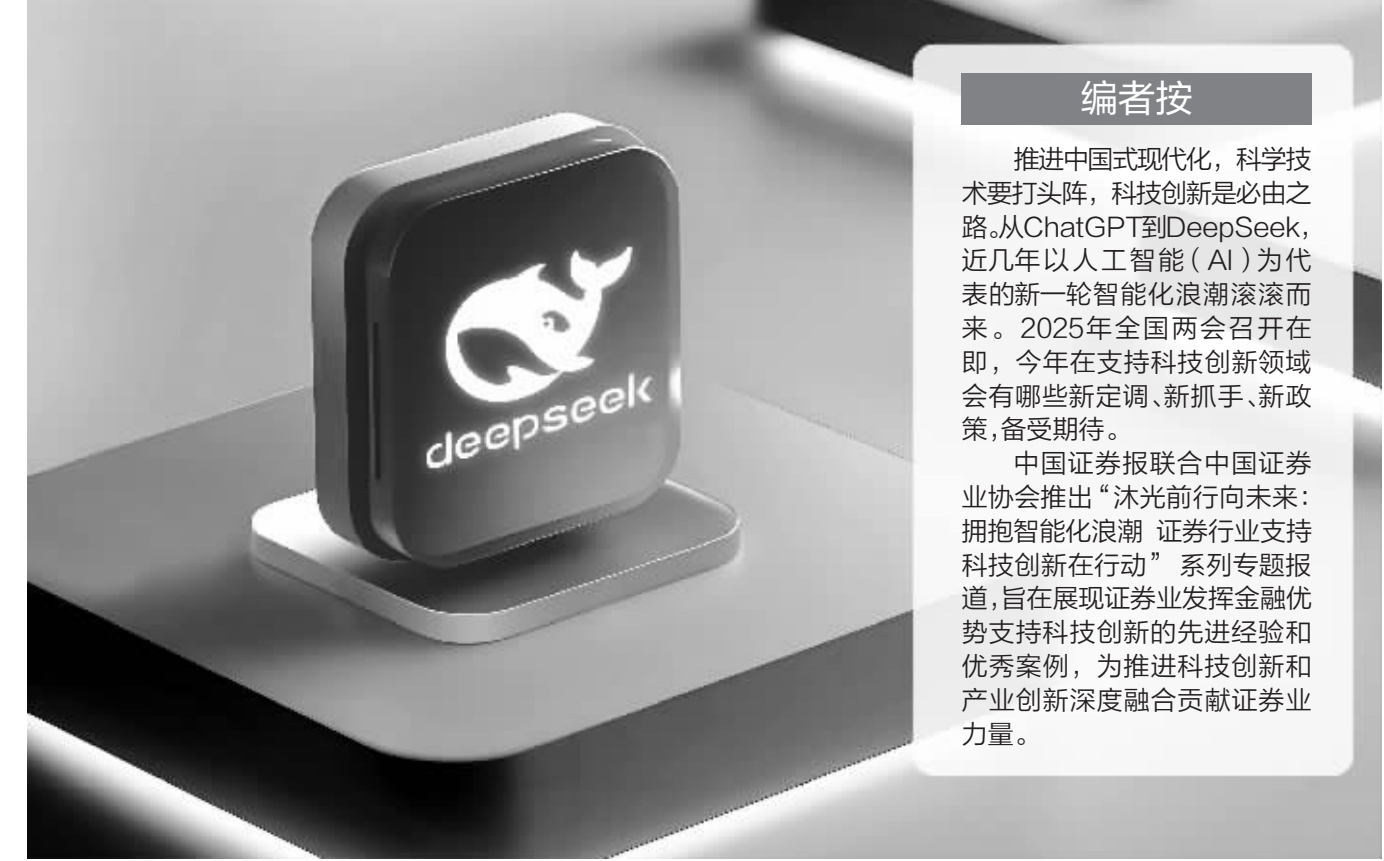 deepseek
编者按
推进中国式现代化，科学技
术要打头阵，科技创新是必由之
路。从ChatGPT到DeepSeek，
近几年以人工智能（AI）为代
表的新一轮智能化浪潮滚滚而
来。2025年全国两会召开在
即，今年在支持科技创新领域
会有哪些新定调、新抓手、新政
策，备受期待。
中国证券报联合中国证券
业协会推出“沐光前行向未来：
拥抱智能化浪潮 证券行业支持
科技创新在行动” 系列专题报
道，旨在展现证券业发挥金融优
势支持科技创新的先进经验和
优秀案例，为推进科技创新和
产业创新深度融合贡献证券业
力量。